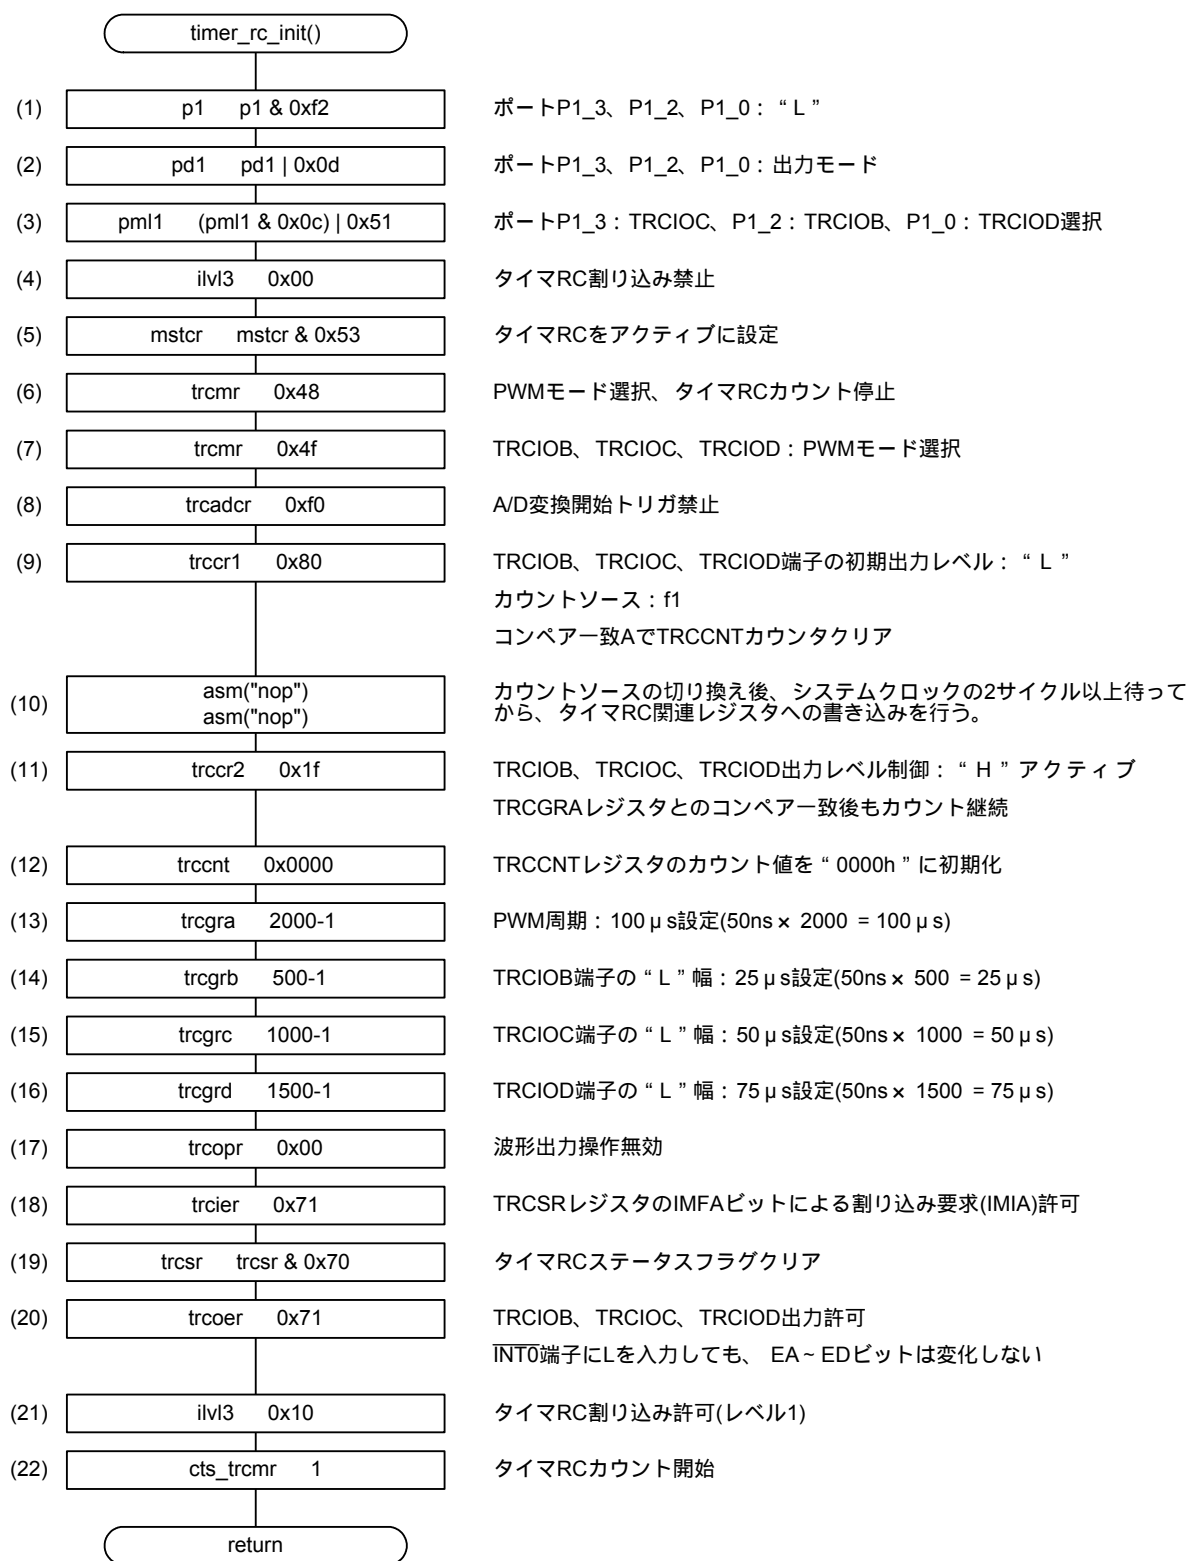 timer_rc_init()
(1) p1 p1 & 0xf2 ポートP1_3、P1_2、P1_0：“L”
(2) pd1 pd1 | 0x0d ポートP1_3、P1_2、P1_0：出力モード
(3) pml1 (pml1 & 0x0c) | 0x51 ポートP1_3：TRCIOC、P1_2：TRCIOB、P1_0：TRCIOD選択
(4) ilvl3 0x00 タイマRC割り込み禁止
(5) mstcr mstcr & 0x53 タイマRCをアクティブに設定
(6) trcmr 0x48 PWMモード選択、タイマRCカウント停止
(7) trcmr 0x4f TRCIOB、TRCIOC、TRCIOD：PWMモード選択
(8) trcadcr 0xf0 A/D変換開始トリガ禁止
(9) trccr1 0x80 TRCIOB、TRCIOC、TRCIOD端子の初期出力レベル：“L”
カウントソース：f1
コンペア一致AでTRCCNTカウンタクリア
(10) asm("nop") カウントソースの切り換え後、システムクロックの2サイクル以上待って
asm("nop") から、タイマRC関連レジスタへの書き込みを行う。
(11) trccr2 0x1f TRCIOB、TRCIOC、TRCIOD出力レベル制御：“H”アクティブ
TRCGRAレジスタとのコンペア一致後もカウント継続
(12) trccnt 0x0000 TRCCNTレジスタのカウント値を“0000h”に初期化
(13) trcgra 2000-1 PWM周期：100μs設定(50ns× 2000 = 100μs)
(14) trcgrb 500-1 TRCIOB端子の“L”幅：25μs設定(50ns× 500 = 25μs)
(15) trcgrc 1000-1 TRCIOC端子の“L”幅：50μs設定(50ns× 1000 = 50μs)
(16) trcgrd 1500-1 TRCIOD端子の“L”幅：75μs設定(50ns× 1500 = 75μs)
(17) trcopr 0x00 波形出力操作無効
(18) trcier 0x71 TRCSRレジスタのIMFAビットによる割り込み要求(IMIA)許可
(19) trcsr trcsr & 0x70 タイマRCステータスフラグクリア
(20) trcoer 0x71 TRCIOB、TRCIOC、TRCIOD出力許可
INT0端子にLを入力しても、EA~EDビットは変化しない
(21) ilvl3 0x10 タイマRC割り込み許可(レベル1)
(22) cts_trcmr 1 タイマRCカウント開始
return